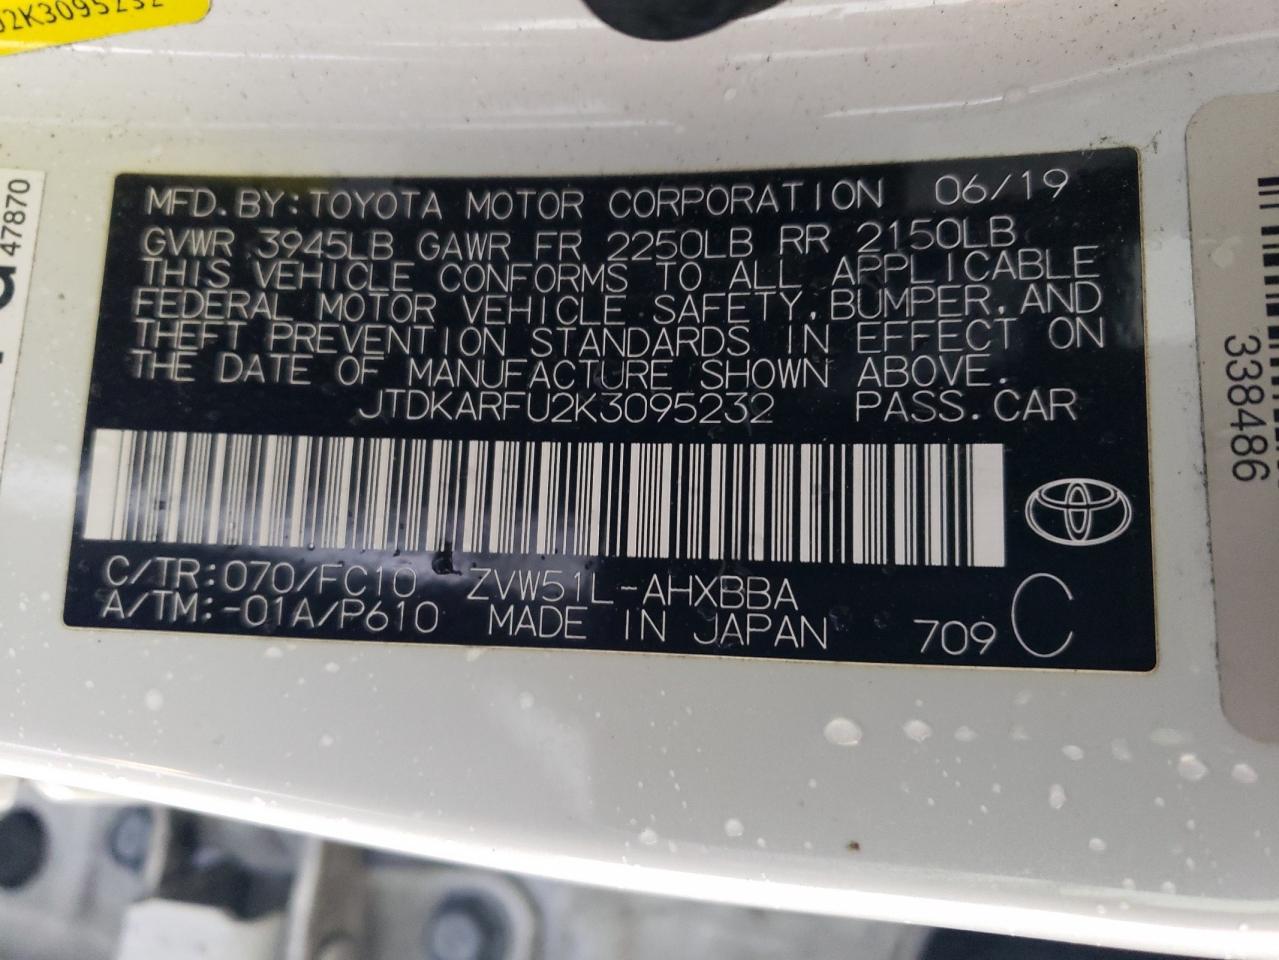 U2K3095232
47870
MFD. BY: TOYOTA MOTOR CORPORATION 06/19
GVWR 3945LB GAWR FR 2250LB RR 2150LB
THIS VEHICLE CONFORMS TO ALL APPLICABLE
FEDERAL MOTOR VEHICLE SAFETY, BUMPER, AND
THEFT PREVENTION STANDARDS IN EFFECT ON
THE DATE OF MANUFACTURE SHOWN ABOVE.
JTDKARFU2K3095232 PASS. CAR
C/TR: 070/FC10 ZVW51L-AHXBBA
A/TM: -01A/P610 MADE IN JAPAN 709 C
338486